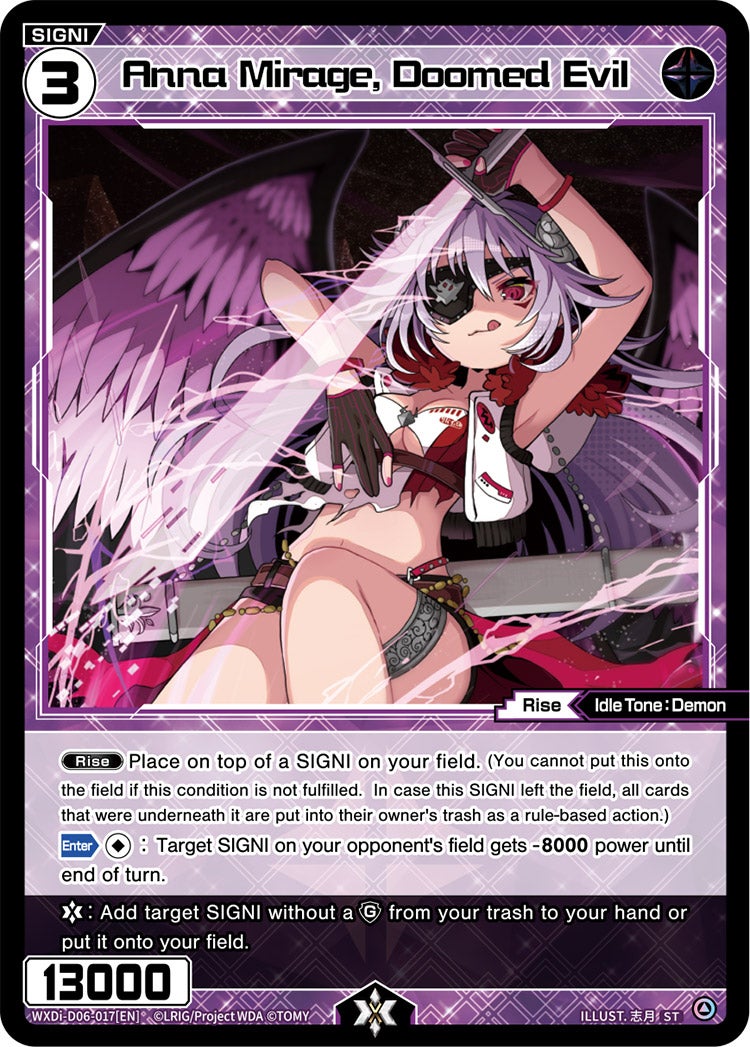 SIGNI
3
Anna Mirage, Doomed Evil
Rise
Idle Tone:Demon
Rise Place on top of a SIGNI on your field. (You cannot put this onto
the field if this condition is not fulfilled. In case this SIGNI left the field, all cards
that were underneath it are put into their owner's trash as a rule-based action.)
Enter : Target SIGNI on your opponent's field gets -8000 power until
end of turn.
: Add target SIGNI without a G from your trash to your hand or
put it onto your field.
13000
WXDi-D06-017[EN] ©LRIG/Project WDA ©TOMY
ILLUST. 志月 ST